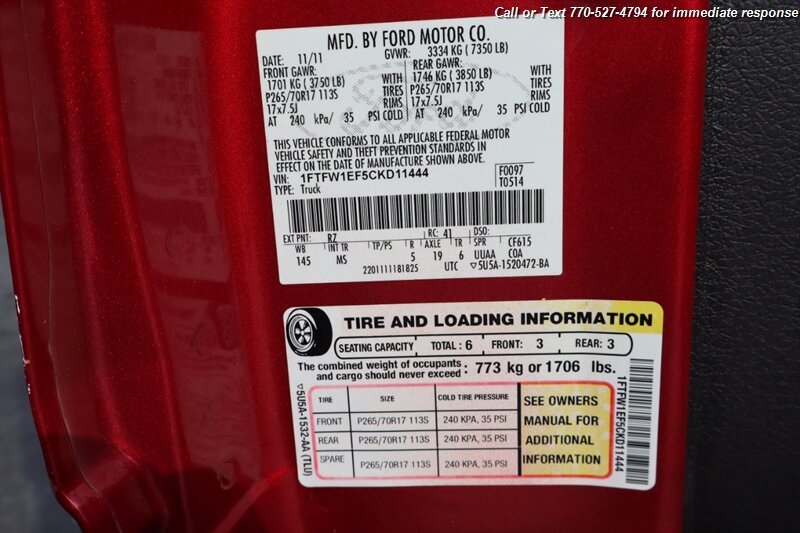 Call or Text 770-527-4794 for immediate response
MFD. BY FORD MOTOR CO.
DATE: 11/11 GVWR: 3334 KG ( 7350 LB)
FRONT GAWR: REAR GAWR:
1701 KG ( 3750 LB) WITH 1746 KG ( 3850 LB) WITH
P265/70R17 113S TIRES P265/70R17 113S TIRES
17x7.5J RIMS 17x7.5J RIMS
AT 240 kPa/ 35 PSI COLD AT 240 kPa/ 35 PSI COLD
THIS VEHICLE CONFORMS TO ALL APPLICABLE FEDERAL MOTOR
VEHICLE SAFETY AND THEFT PREVENTION STANDARDS IN
EFFECT ON THE DATE OF MANUFACTURE SHOWN ABOVE.
VIN: 1FTFW1EF5CKD11444 F0097
TYPE: Truck T0514
EXT PNT: RZ RC: 41 DSO:
WB INT TR TP/PS R AXLE TR SPR CF615
145 MS 5 19 6 UUAA COA
2201111181825 UTC ▽5U5A-1520472-BA
TIRE AND LOADING INFORMATION
SEATING CAPACITY TOTAL : 6 FRONT: 3 REAR: 3
The combined weight of occupants
and cargo should never exceed : 773 kg or 1706 lbs.
TIRE SIZE COLD TIRE PRESSURE
FRONT P265/70R17 113S 240 KPA, 35 PSI
REAR P265/70R17 113S 240 KPA, 35 PSI
SPARE P265/70R17 113S 240 KPA, 35 PSI
SEE OWNERS
MANUAL FOR
ADDITIONAL
INFORMATION
▽5U5A-1532-AA (TLU)
1FTFW1EF5CKD11444